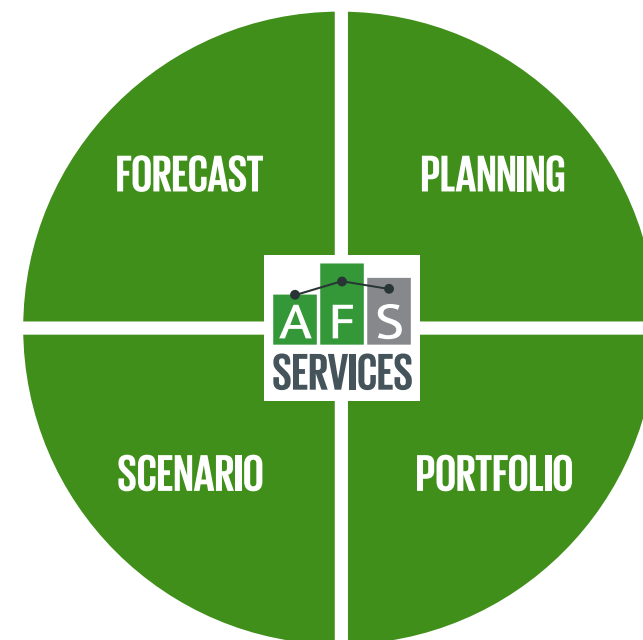 FORECAST
PLANNING
AFS
SERVICES
SCENARIO
PORTFOLIO